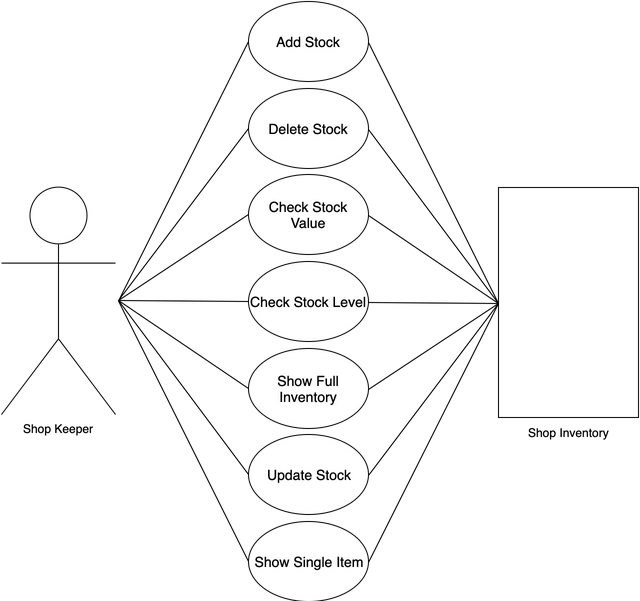 Add Stock
Delete Stock
Check Stock
Value
Check Stock Level
Show Full
Inventory
Update Stock
Show Single Item
Shop Keeper
Shop Inventory